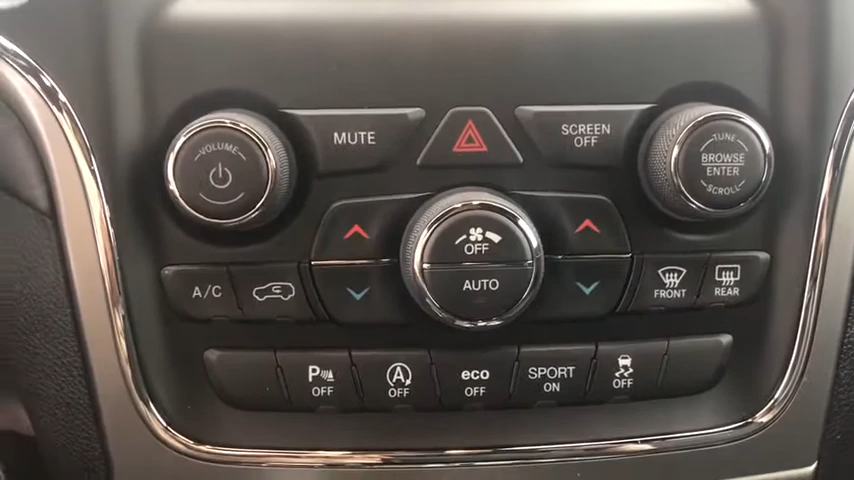 VOLUME
MUTE
SCREEN
OFF
TUNE
BROWSE
ENTER
SCROLL
OFF
AUTO
A/C
FRONT
REAR
P
OFF
A
OFF
eco
OFF
SPORT
ON
OFF